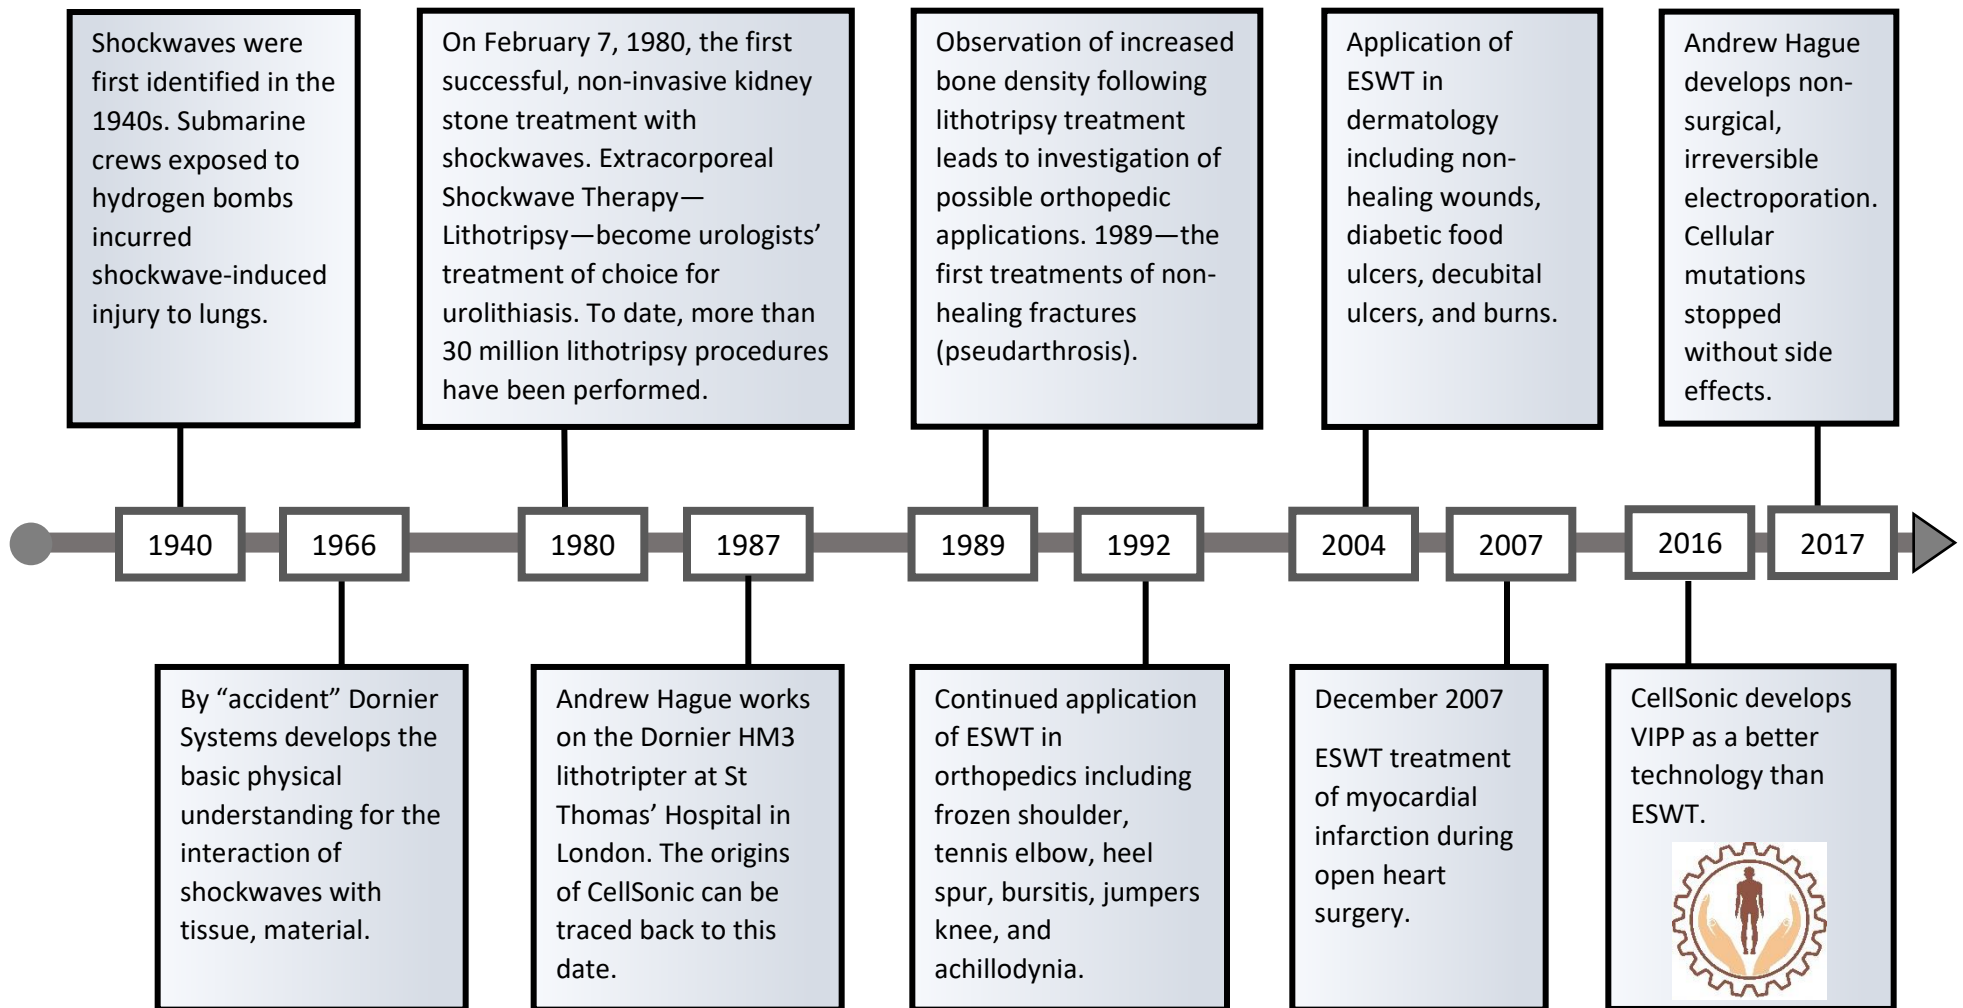 Shockwaves were
first identified in the
1940s. Submarine
crews exposed to
hydrogen bombs
incurred
shockwave-induced
injury to lungs.
On February 7, 1980, the first
successful, non-invasive kidney
stone treatment with
shockwaves. Extracorporeal
Shockwave Therapy—
Lithotripsy—become urologists’
treatment of choice for
urolithiasis. To date, more than
30 million lithotripsy procedures
have been performed.
Observation of increased
bone density following
lithotripsy treatment
leads to investigation of
possible orthopedic
applications. 1989—the
first treatments of non-
healing fractures
(pseudarthrosis).
Application of
ESWT in
dermatology
including non-
healing wounds,
diabetic food
ulcers, decubital
ulcers, and burns.
Andrew Hague
develops non-
surgical,
irreversible
electroporation.
Cellular
mutations
stopped
without side
effects.
1940
1966
1980
1987
1989
1992
2004
2007
2016
2017
By “accident” Dornier
Systems develops the
basic physical
understanding for the
interaction of
shockwaves with
tissue, material.
Andrew Hague works
on the Dornier HM3
lithotripter at St
Thomas’ Hospital in
London. The origins
of CellSonic can be
traced back to this
date.
Continued application
of ESWT in
orthopedics including
frozen shoulder,
tennis elbow, heel
spur, bursitis, jumpers
knee, and
achillodynia.
December 2007
ESWT treatment
of myocardial
infarction during
open heart
surgery.
CellSonic develops
VIPP as a better
technology than
ESWT.